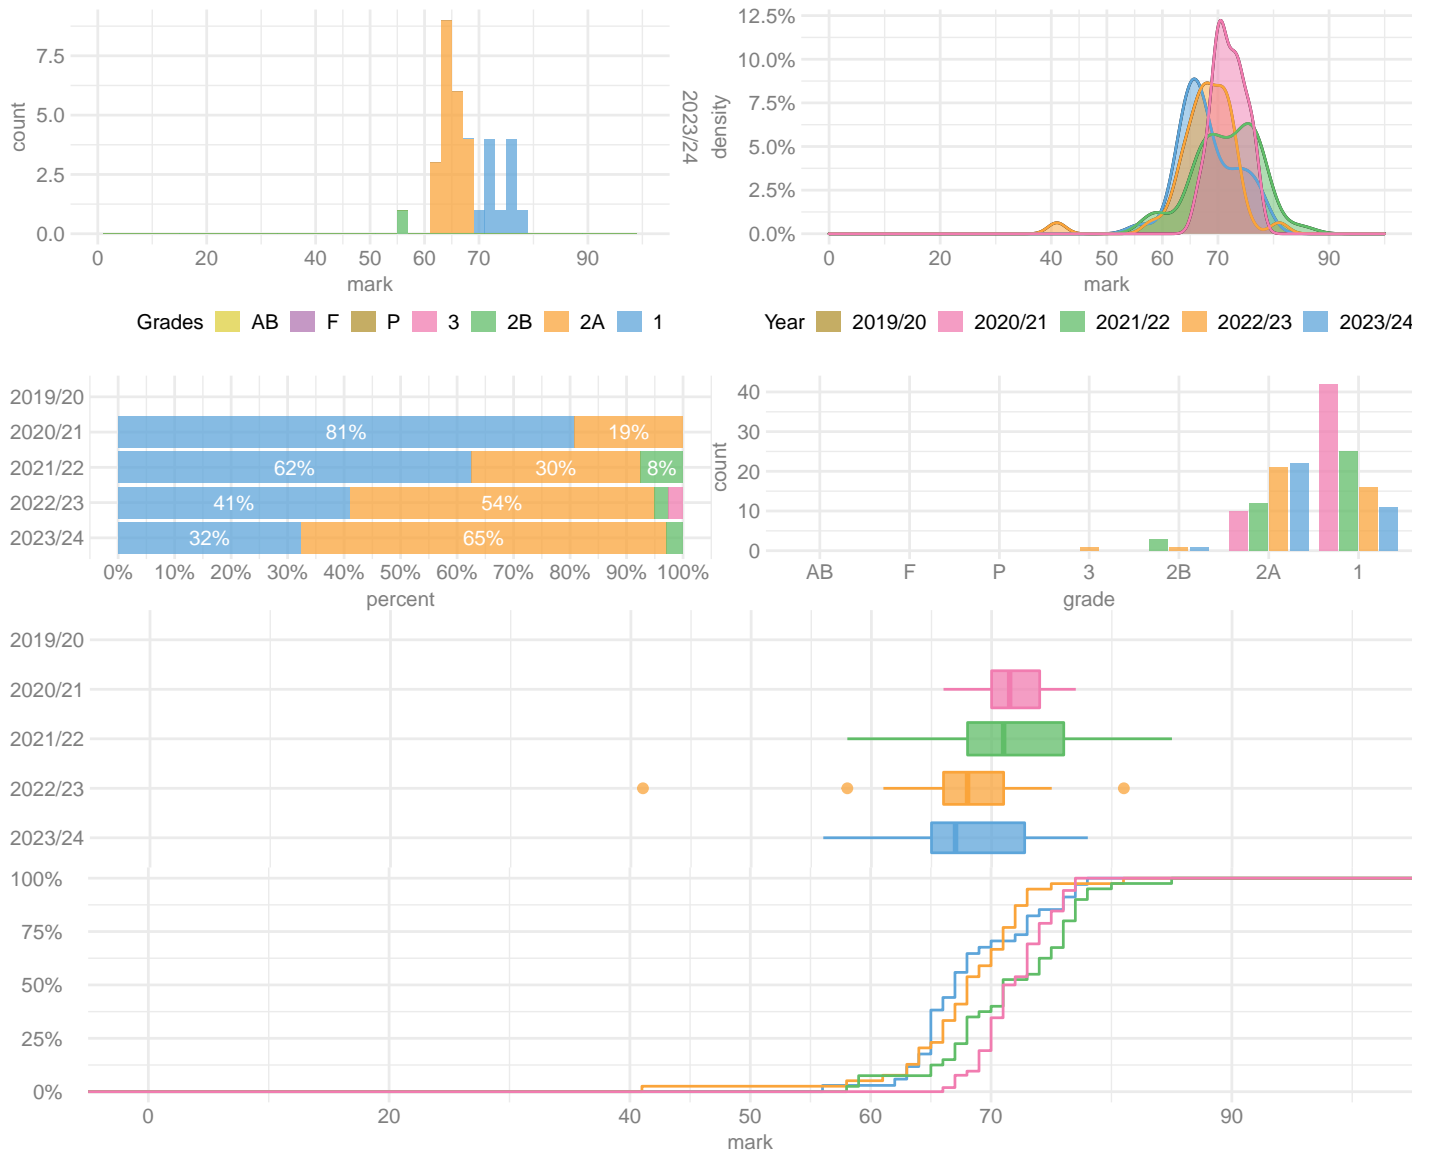 12.5%
10.0%
7.5%
5.0%
2.5%
0.0%
density
0 20 40 50 60 70 90
mark
7.5
5.0
2.5
0.0
count
2023/24
0 20 40 50 60 70 90
mark
Grades AB F P 3 2B 2A 1
Year 2019/20 2020/21 2021/22 2022/23 2023/24
2019/20
2020/21 81% 19%
2021/22 62% 30% 8%
2022/23 41% 54%
2023/24 32% 65%
0% 10% 20% 30% 40% 50% 60% 70% 80% 90% 100%
percent
40
30
20
10
0
count
AB F P 3 2B 2A 1
grade
2019/20
2020/21
2021/22
2022/23
2023/24
100%
75%
50%
25%
0%
0 20 40 60 70 90
mark